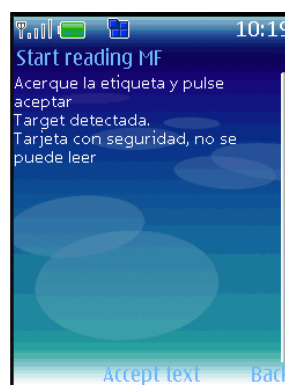 10:19
Start reading MF
Acerque la etiqueta y pulse
aceptar
Target detectada.
Tarjeta con seguridad, no se
puede leer
Accept text Back